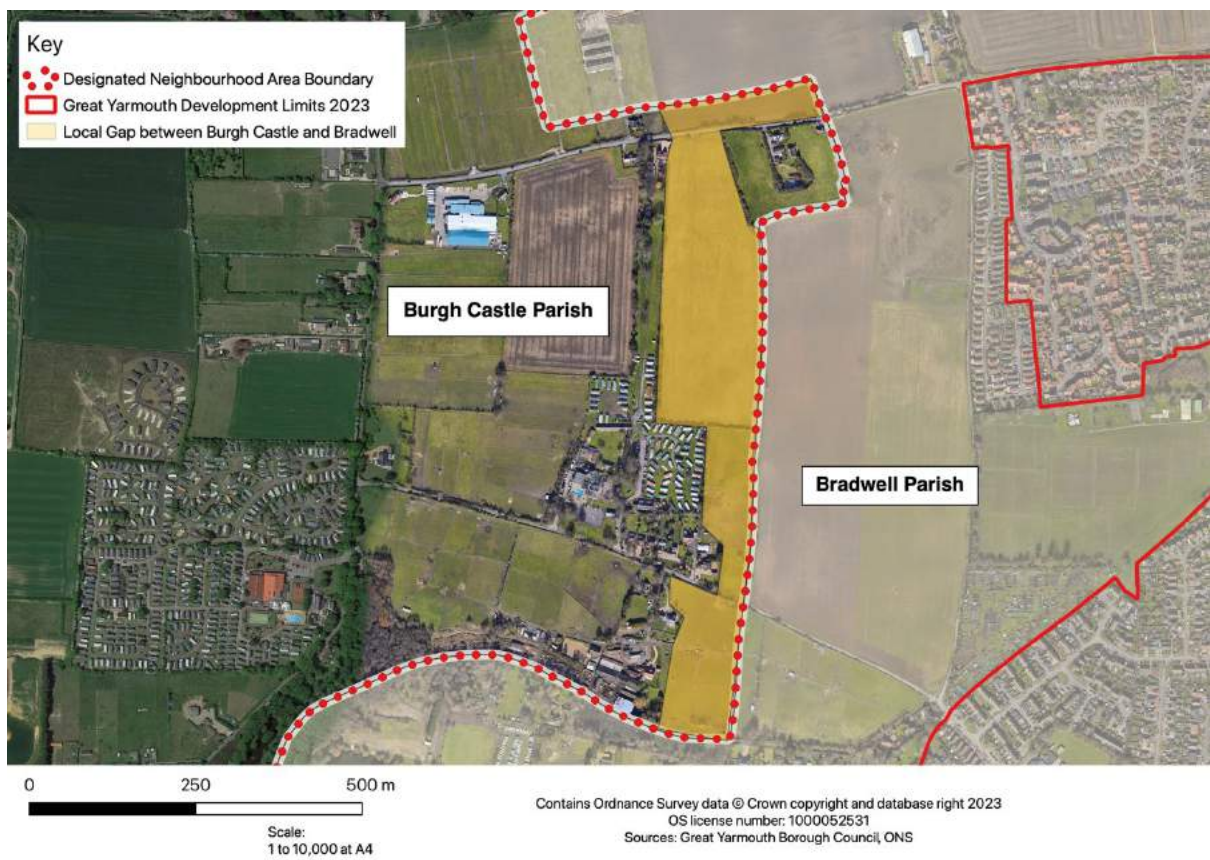 Key
Designated Neighbourhood Area Boundary
Great Yarmouth Development Limits 2023
Local Gap between Burgh Castle and Bradwell
Burgh Castle Parish
Bradwell Parish
0 250 500 m
Scale:
1 to 10,000 at A4
Contains Ordnance Survey data © Crown copyright and database right 2023
OS license number: 1000052531
Sources: Great Yarmouth Borough Council, ONS